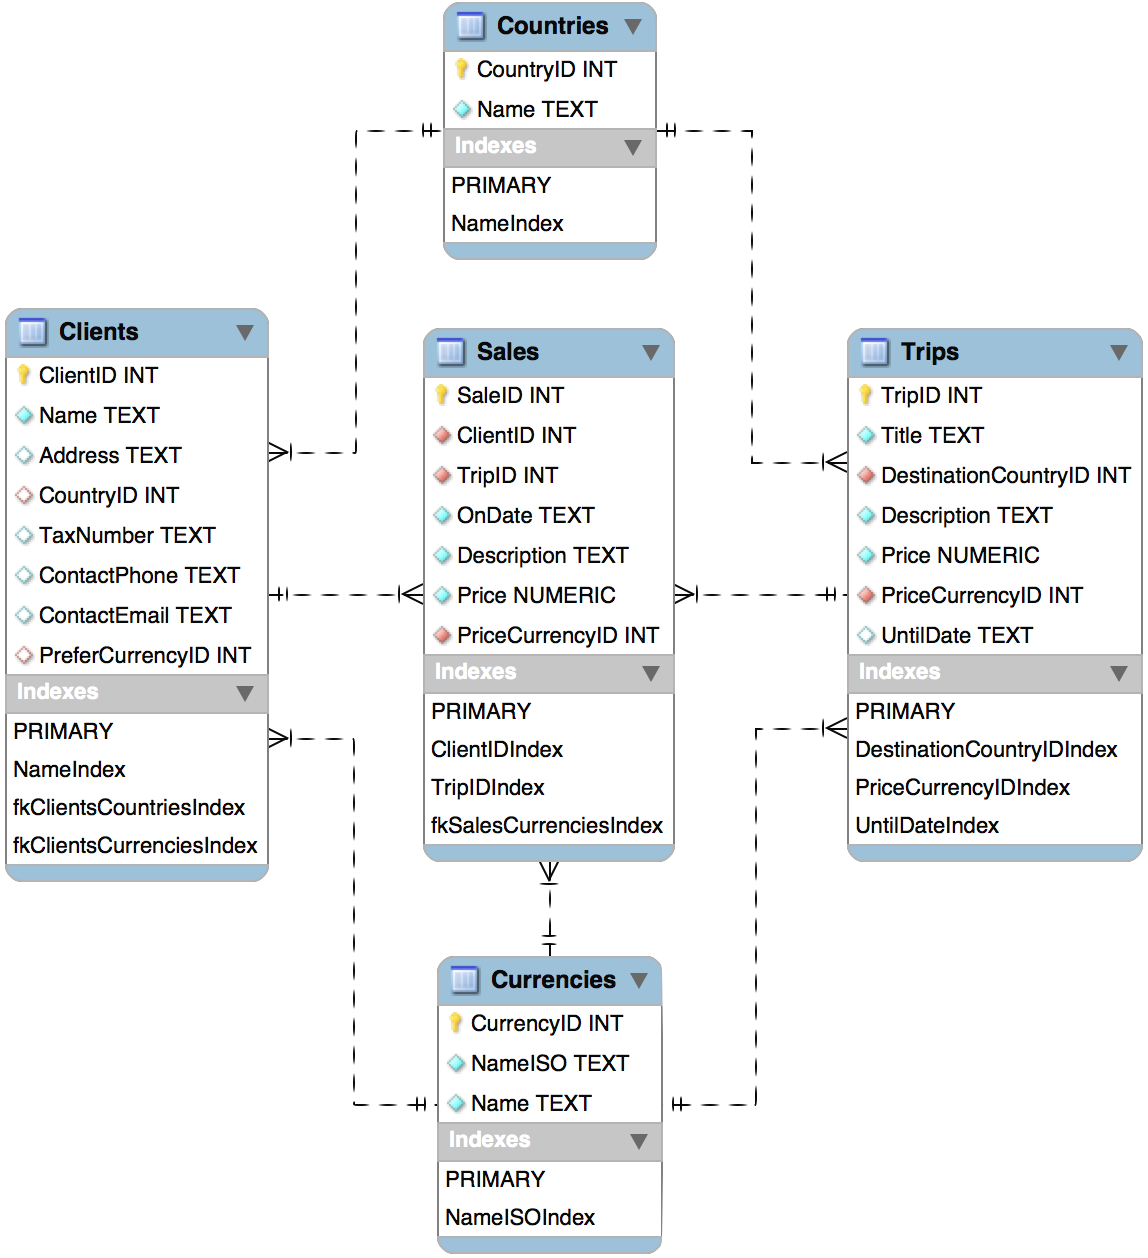 Countries
CountryID INT
Name TEXT
Indexes
PRIMARY
NameIndex
Clients
ClientID INT
Name TEXT
Address TEXT
CountryID INT
TaxNumber TEXT
ContactPhone TEXT
ContactEmail TEXT
PreferCurrencyID INT
Indexes
PRIMARY
NameIndex
fkClientsCountriesIndex
fkClientsCurrenciesIndex
Sales
SaleID INT
ClientID INT
TripID INT
OnDate TEXT
Description TEXT
Price NUMERIC
PriceCurrencyID INT
Indexes
PRIMARY
ClientIDIndex
TripIDIndex
fkSalesCurrenciesIndex
Trips
TripID INT
Title TEXT
DestinationCountryID INT
Description TEXT
Price NUMERIC
PriceCurrencyID INT
UntilDate TEXT
Indexes
PRIMARY
DestinationCountryIDIndex
PriceCurrencyIDIndex
UntilDateIndex
Currencies
CurrencyID INT
NameISO TEXT
Name TEXT
Indexes
PRIMARY
NameISOIndex